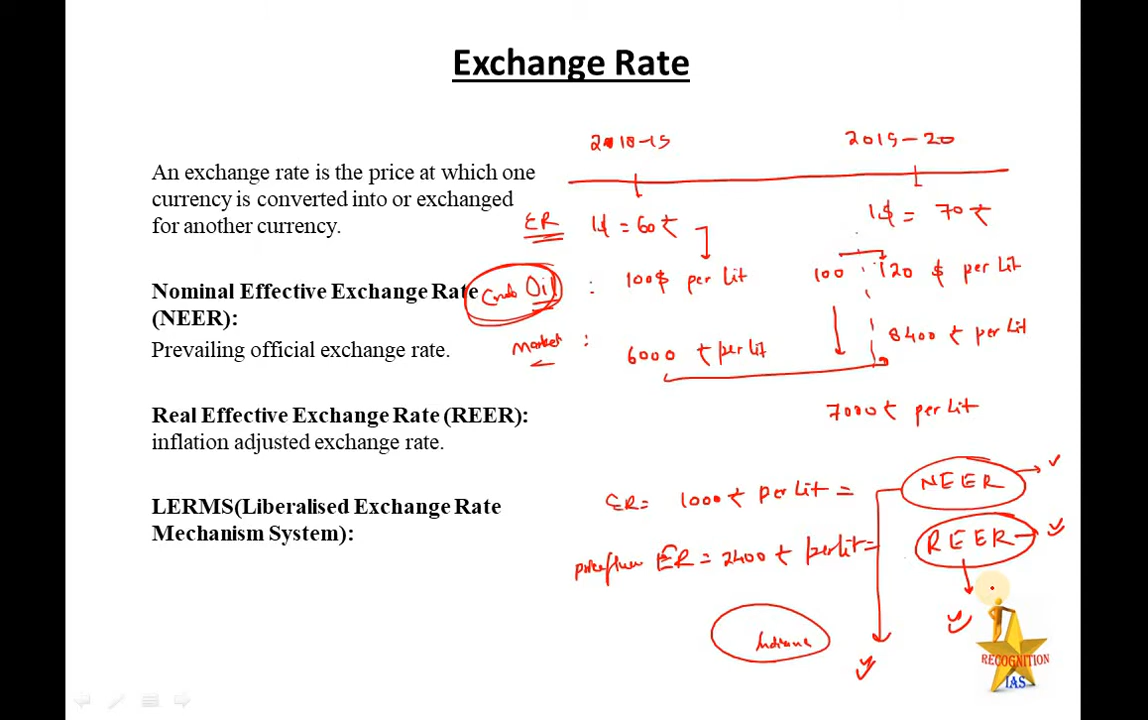 Exchange Rate
2018-19
2019-20
An exchange rate is the price at which one
currency is converted into or exchanged
for another currency.
ER 1$ = 60 ₹
1$ = 70 ₹
Nominal Effective Exchange Rate
(NEER):
Prevailing official exchange rate.
Crude Oil : 100$ per Lit
100 120 $ per Lit
Market : 6000 ₹ per Lit
8400 ₹ per Lit
7000 ₹ per Lit
Real Effective Exchange Rate (REER):
inflation adjusted exchange rate.
LERMS(Liberalised Exchange Rate
Mechanism System):
ER = 1000 ₹ per Lit = NEER
ER = 2400 ₹ per Lit = REER
RECOGNITION
IAS